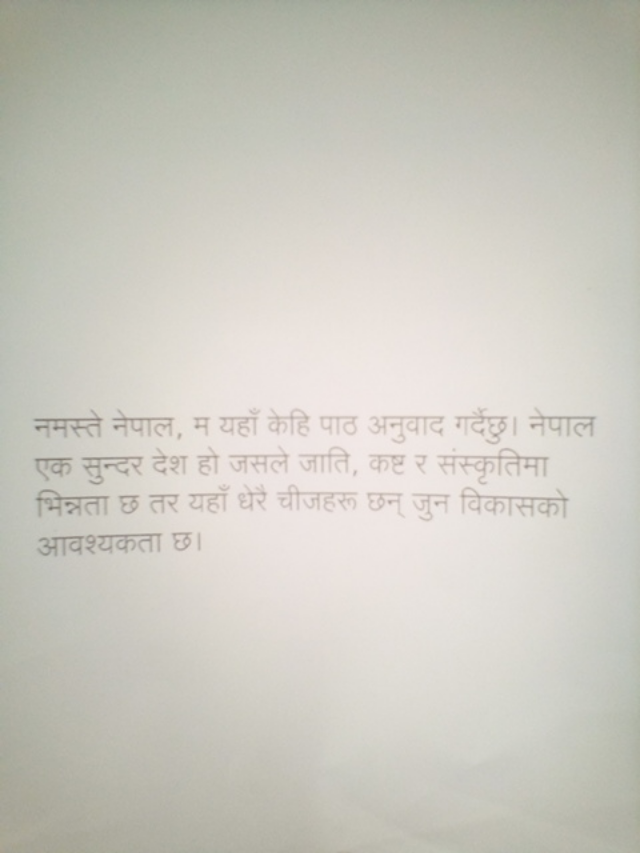 नमस्ते नेपाल, म यहाँ केहि पाठ अनुवाद गर्दैछु। नेपाल
एक सुन्दर देश हो जसले जाति, कष्ट र संस्कृतिमा
भिन्नता छ तर यहाँ धेरै चीजहरू छन् जुन विकासको
आवश्यकता छ।